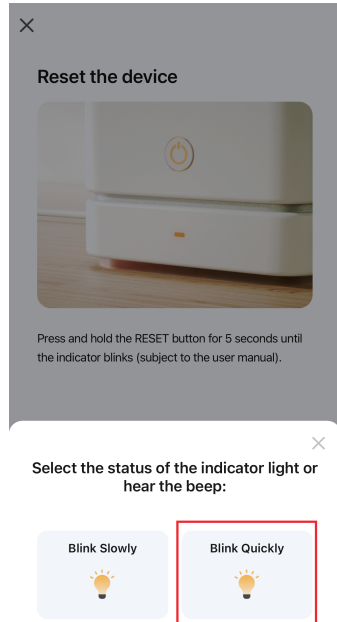 Reset the device
Press and hold the RESET button for 5 seconds until
the indicator blinks (subject to the user manual).
Select the status of the indicator light or
hear the beep:
Blink Slowly
Blink Quickly